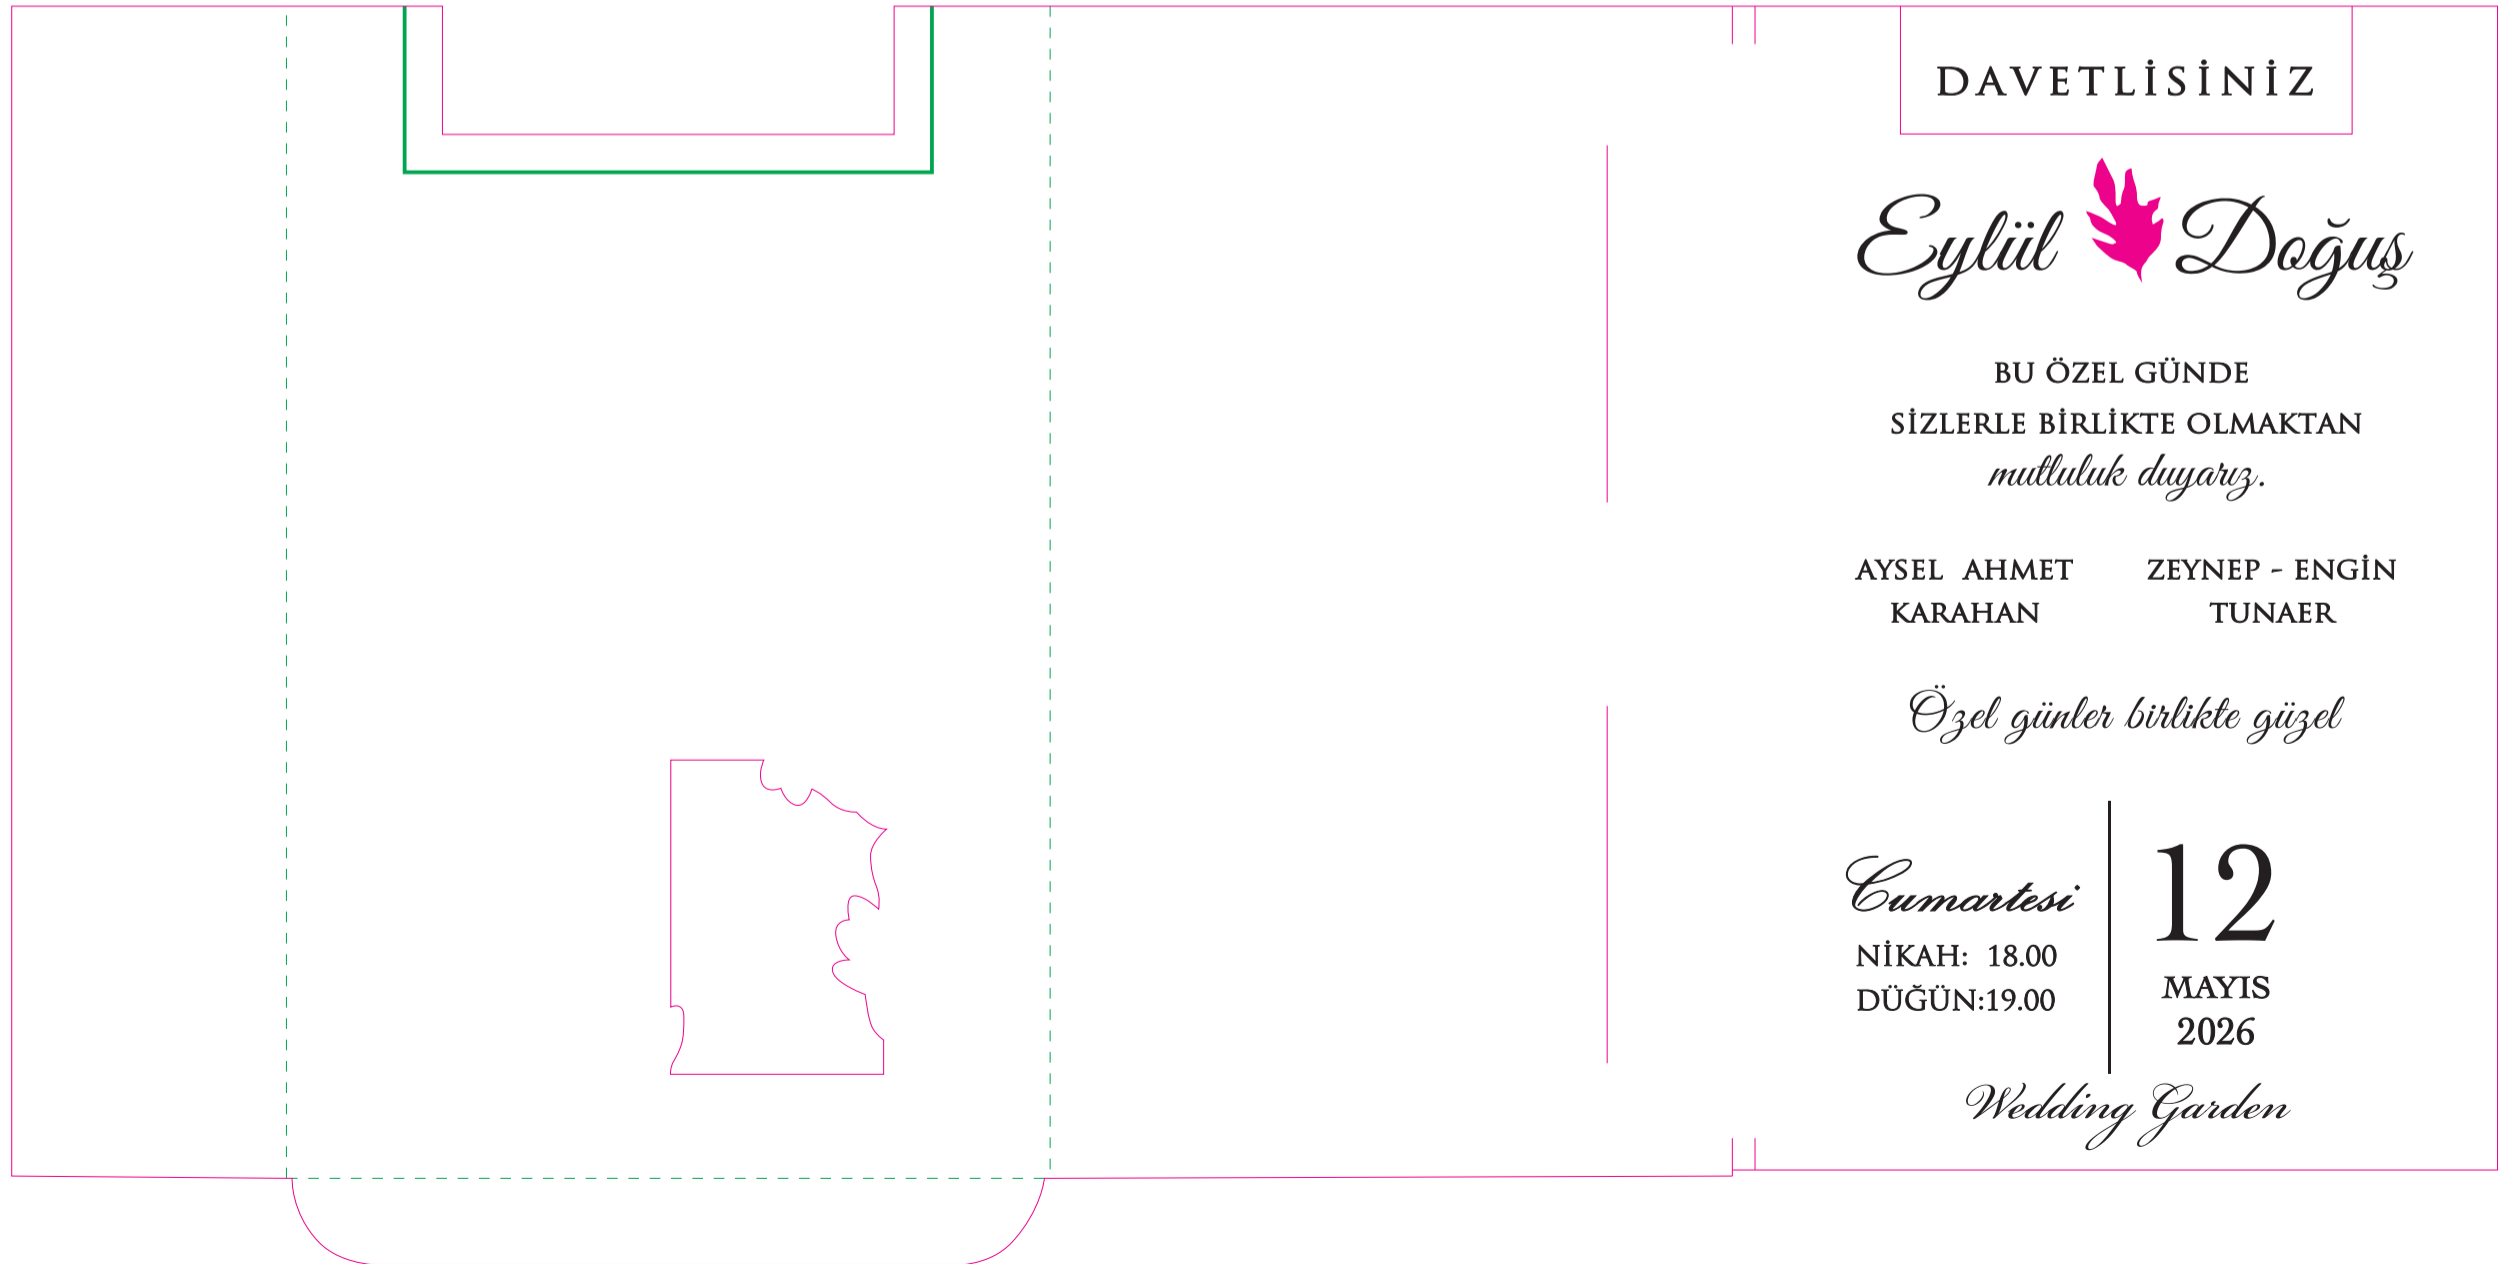 DAVETLİSİNİZ
Eylül Doğuş
BU ÖZEL GÜNDE
SİZLERLE BİRLİKTE OLMAKTAN
mutluluk duyarız.
AYSEL AHMET
KARAHAN
ZEYNEP - ENGİN
TUNAER
Özel günler birlikte güzel
Cumartesi
NİKAH: 18.00
DÜĞÜN:19.00
12
MAYIS
2026
Wedding Garden